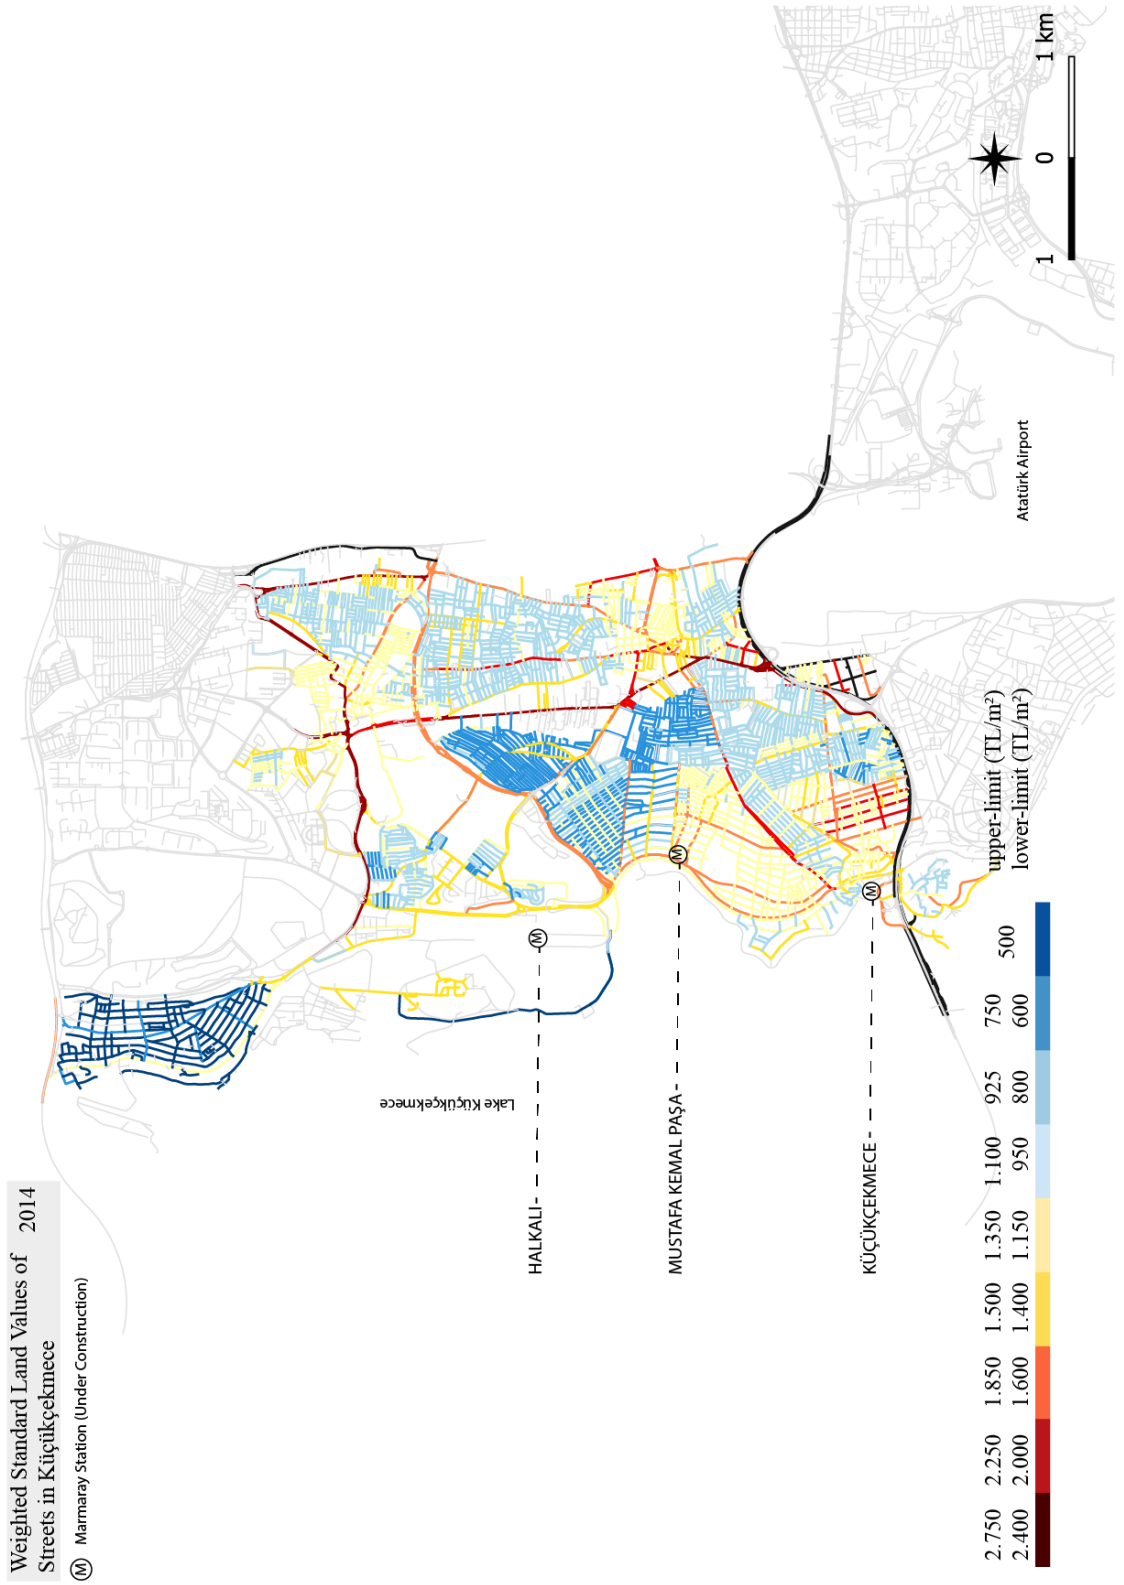 Weighted Standard Land Values of 2014
Streets in Küçükçekmece
Ⓜ Marmaray Station (Under Construction)
HALKALI
MUSTAFA KEMAL PAŞA
KÜÇÜKÇEKMECE
Ⓜ
Ⓜ
Ⓜ
Lake Küçükçekmece
Atatürk Airport
1 0 1 km
2.750 2.250 1.850 1.500 1.350 1.100 925 750 upper-limit (TL/m²)
2.400 2.000 1.600 1.400 1.150 950 800 600 500 lower-limit (TL/m²)